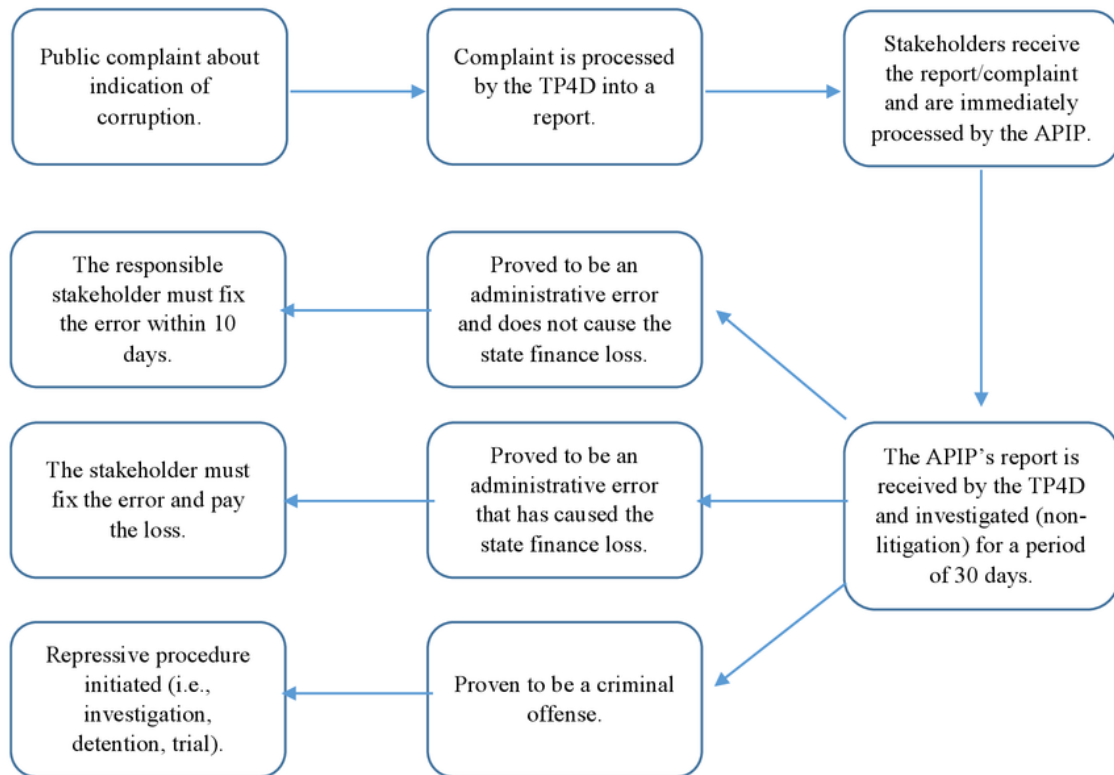 Public complaint about
indication of
corruption.
Complaint is processed
by the TP4D into a
report.
Stakeholders receive
the report/complaint
and are immediately
processed by the APIP.
The responsible
stakeholder must fix
the error within 10
days.
Proved to be an
administrative error
and does not cause the
state finance loss.
The stakeholder must
fix the error and pay
the loss.
Proved to be an
administrative error
that has caused the
state finance loss.
The APIP’s report is
received by the TP4D
and investigated (non-
litigation) for a period
of 30 days.
Repressive procedure
initiated (i.e.,
investigation,
detention, trial).
Proven to be a criminal
offense.